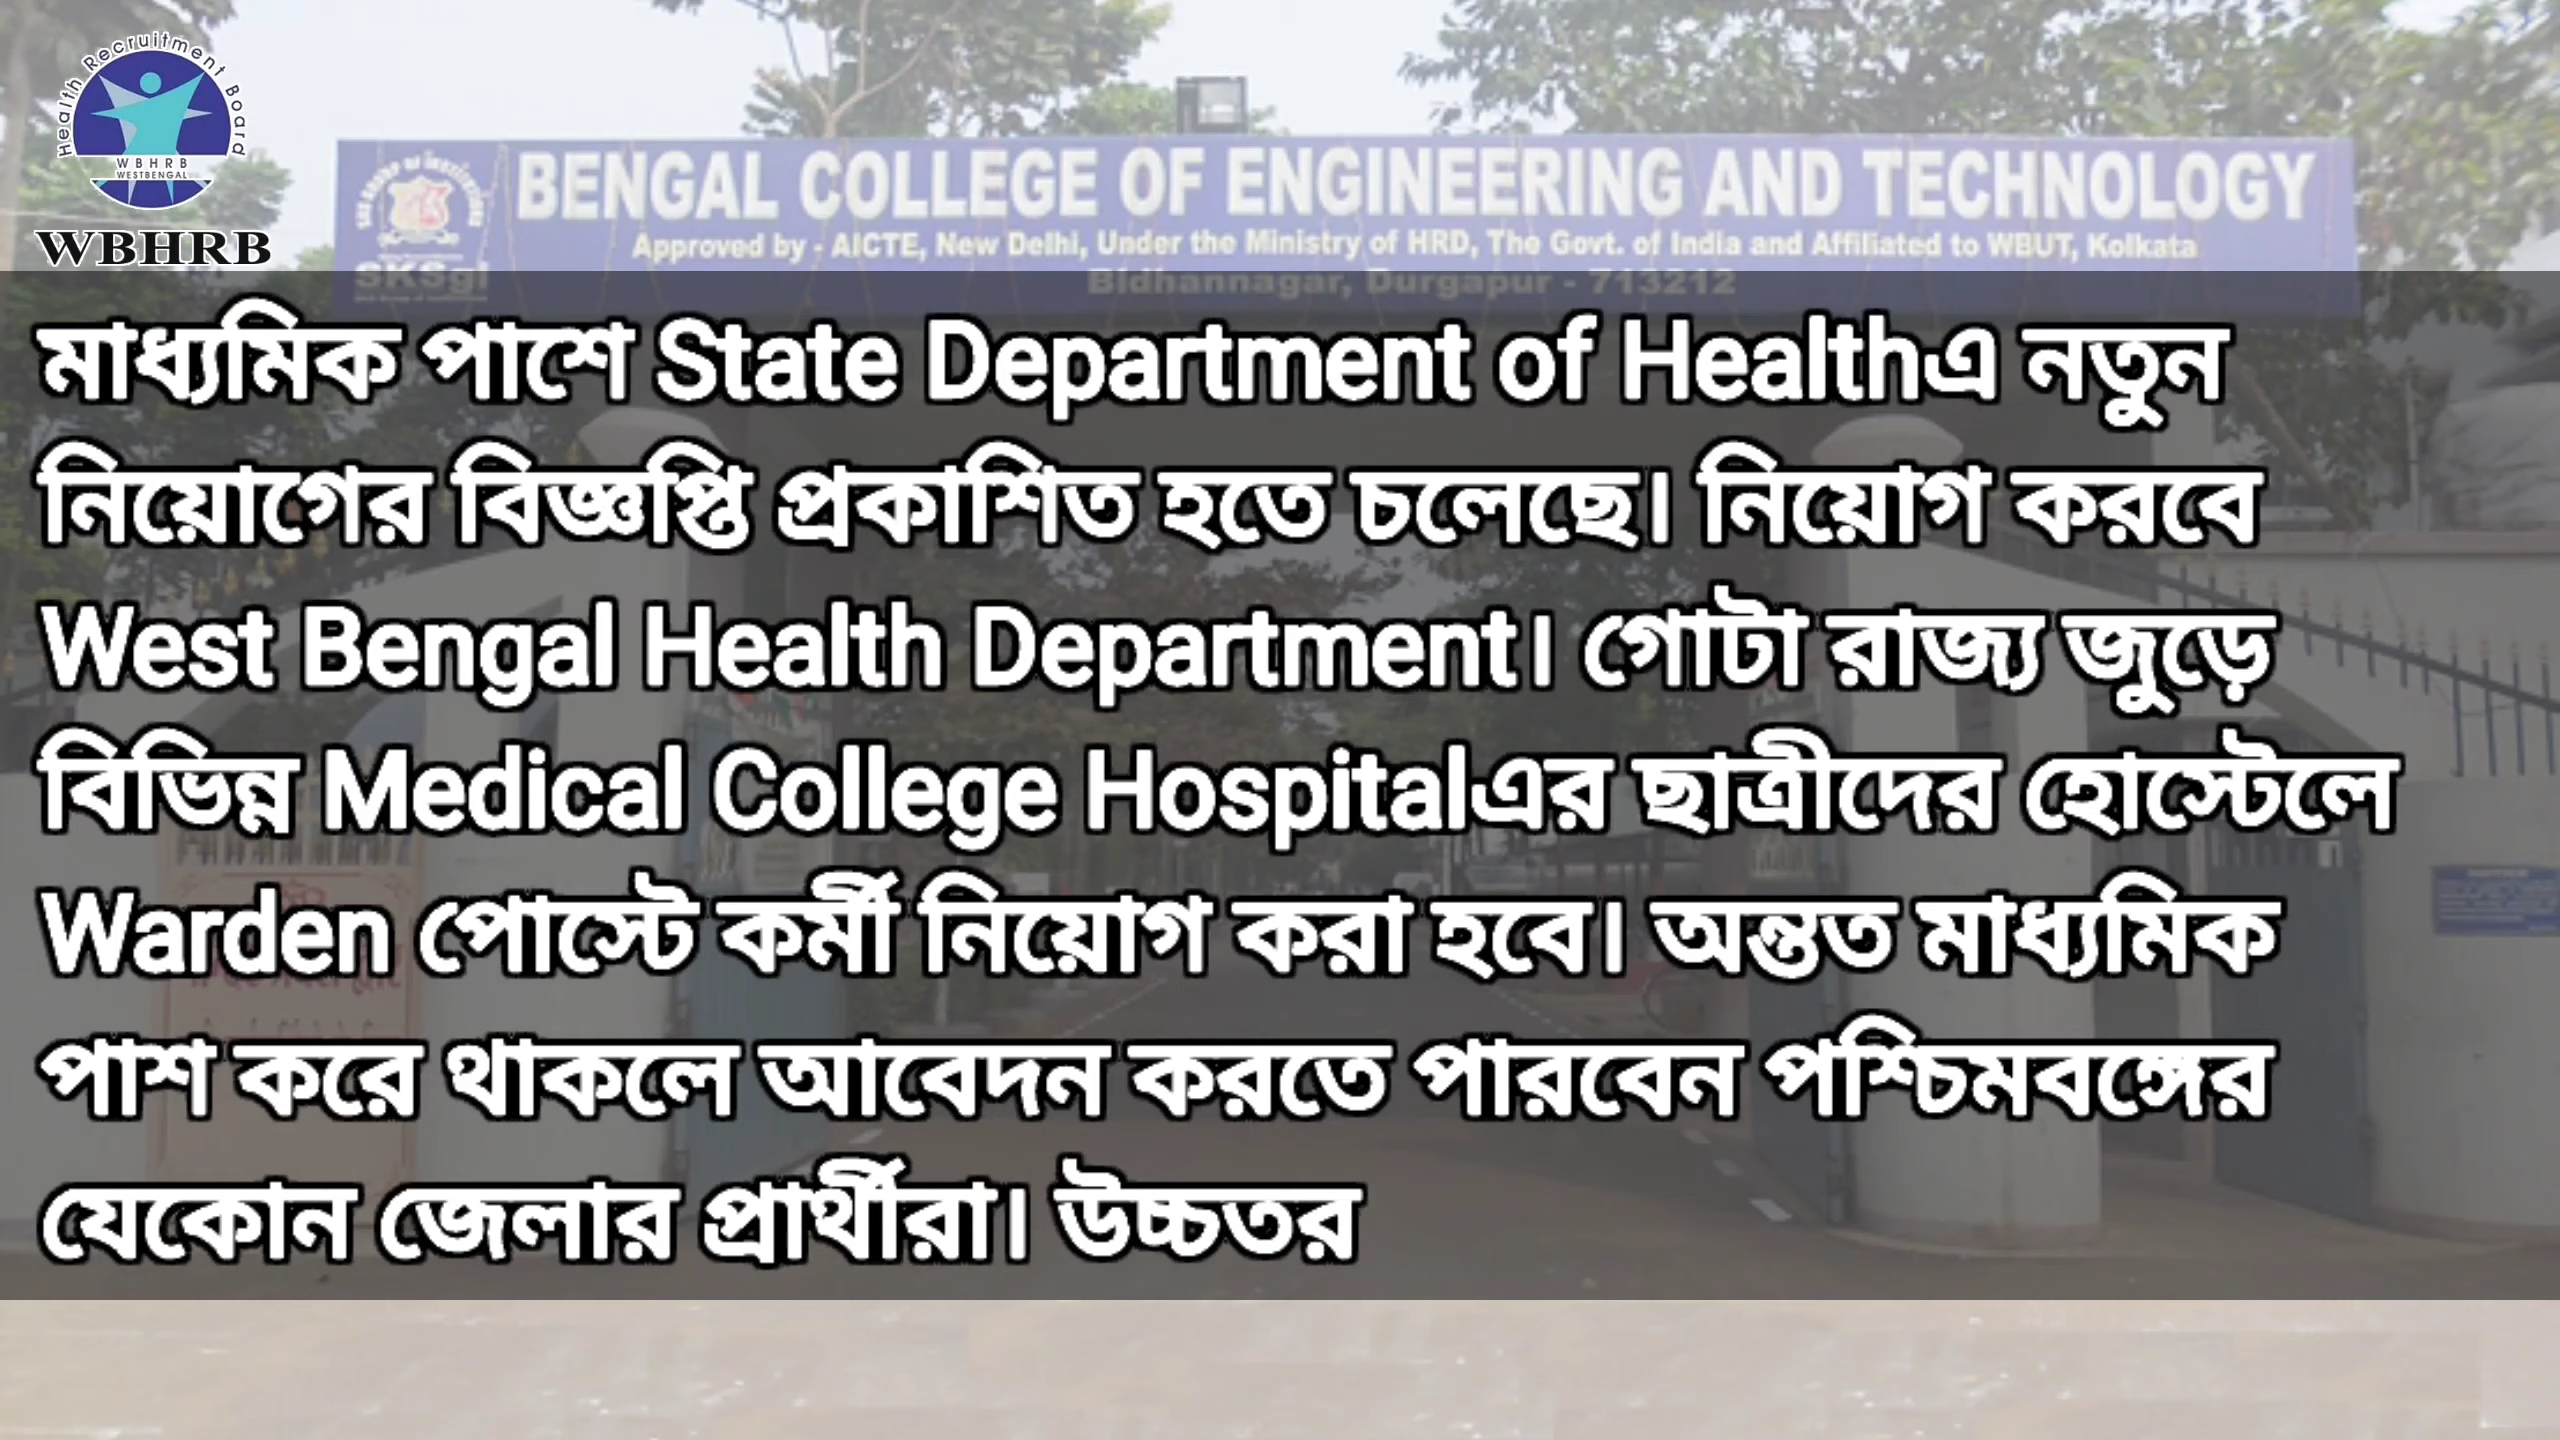 Health Recruitment Board
WBHRB
WESTBENGAL
WBHRB
BENGAL COLLEGE OF ENGINEERING AND TECHNOLOGY
Approved by - AICTE, New Delhi, Under the Ministry of HRD, The Govt. of India and Affiliated to WBUT, Kolkata
SKSgI
Bidhannagar, Durgapur - 713212
মাধ্যমিক পাশে State Department of Healthএ নতুন
নিয়োগের বিজ্ঞপ্তি প্রকাশিত হতে চলেছে। নিয়োগ করবে
West Bengal Health Department। গোটা রাজ্য জুড়ে
বিভিন্ন Medical College Hospitalএর ছাত্রীদের হোস্টেলে
Warden পোস্টে কর্মী নিয়োগ করা হবে। অন্তত মাধ্যমিক
পাশ করে থাকলে আবেদন করতে পারবেন পশ্চিমবঙ্গের
যেকোন জেলার প্রার্থীরা। উচ্চতর